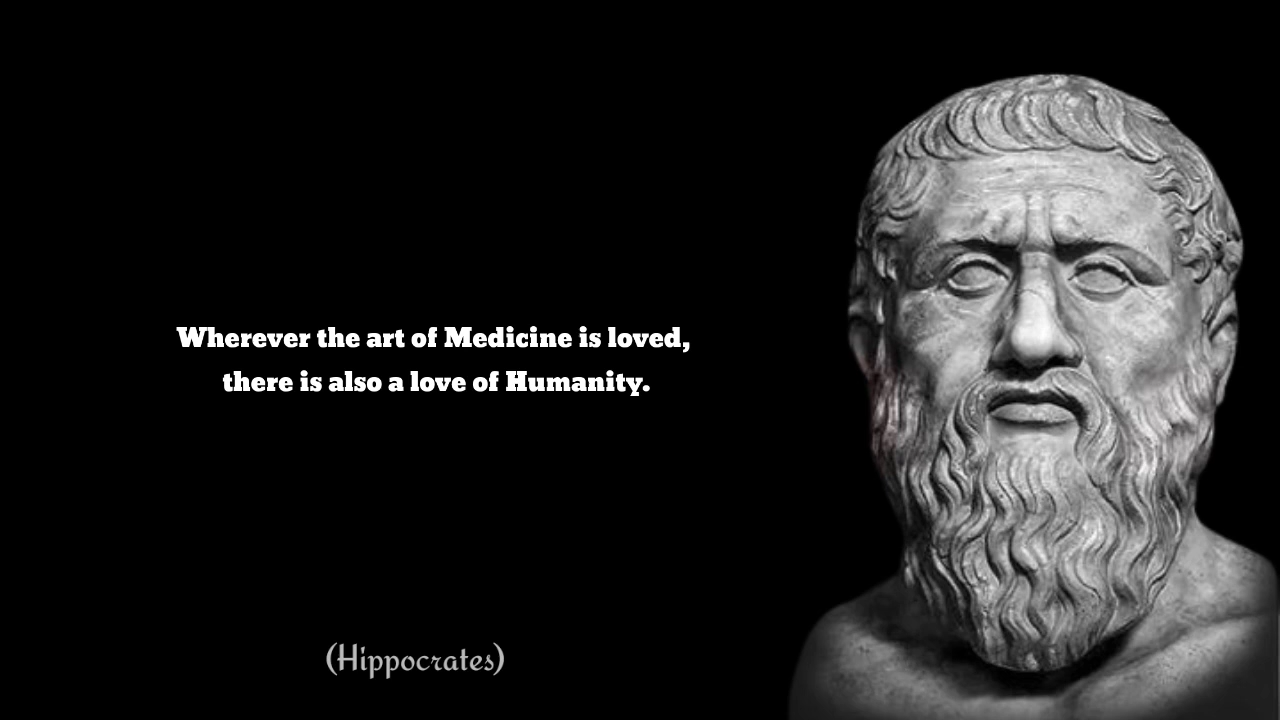 Wherever the art of Medicine is loved,
there is also a love of Humanity.
(Hippocrates)